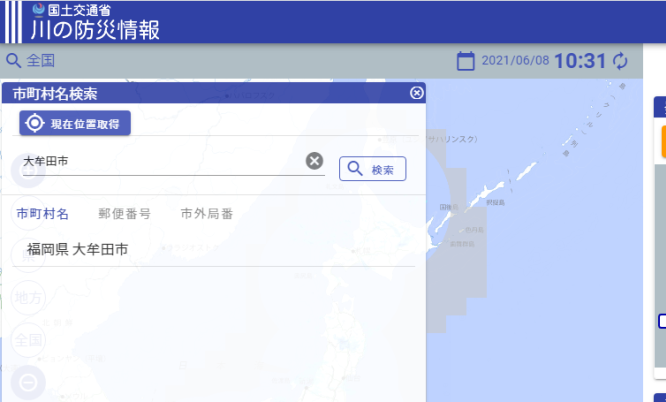 国土交通省
川の防災情報
全国
2021/06/08 10:31
市町村名検索
現在位置取得
大牟田市
検索
市町村名 郵便番号 市外局番
福岡県 大牟田市
地方
全国